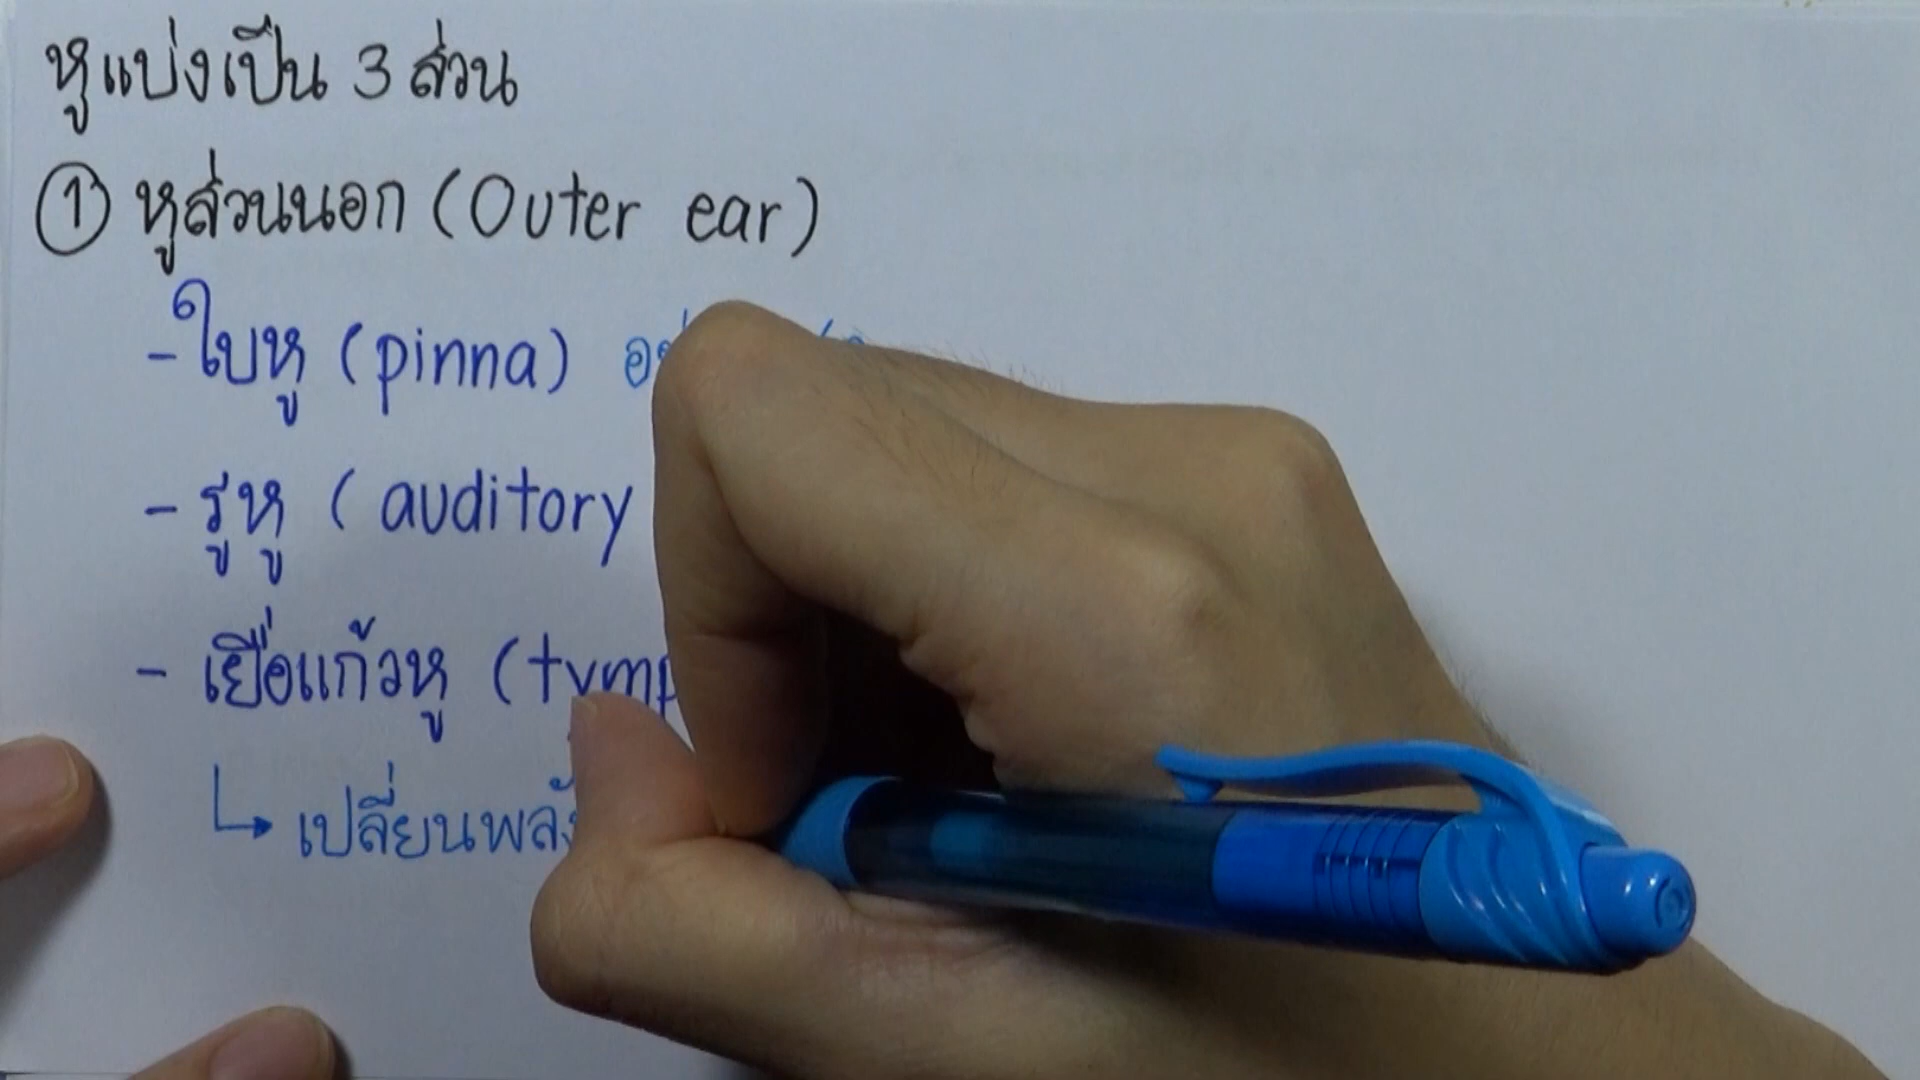 หูแบ่งเป็น 3 ส่วน
① หูส่วนนอก (Outer ear)
- ใบหู (pinna)
- รูหู (auditory
- เยื่อแก้วหู (tymp
↳ เปลี่ยนพลัง